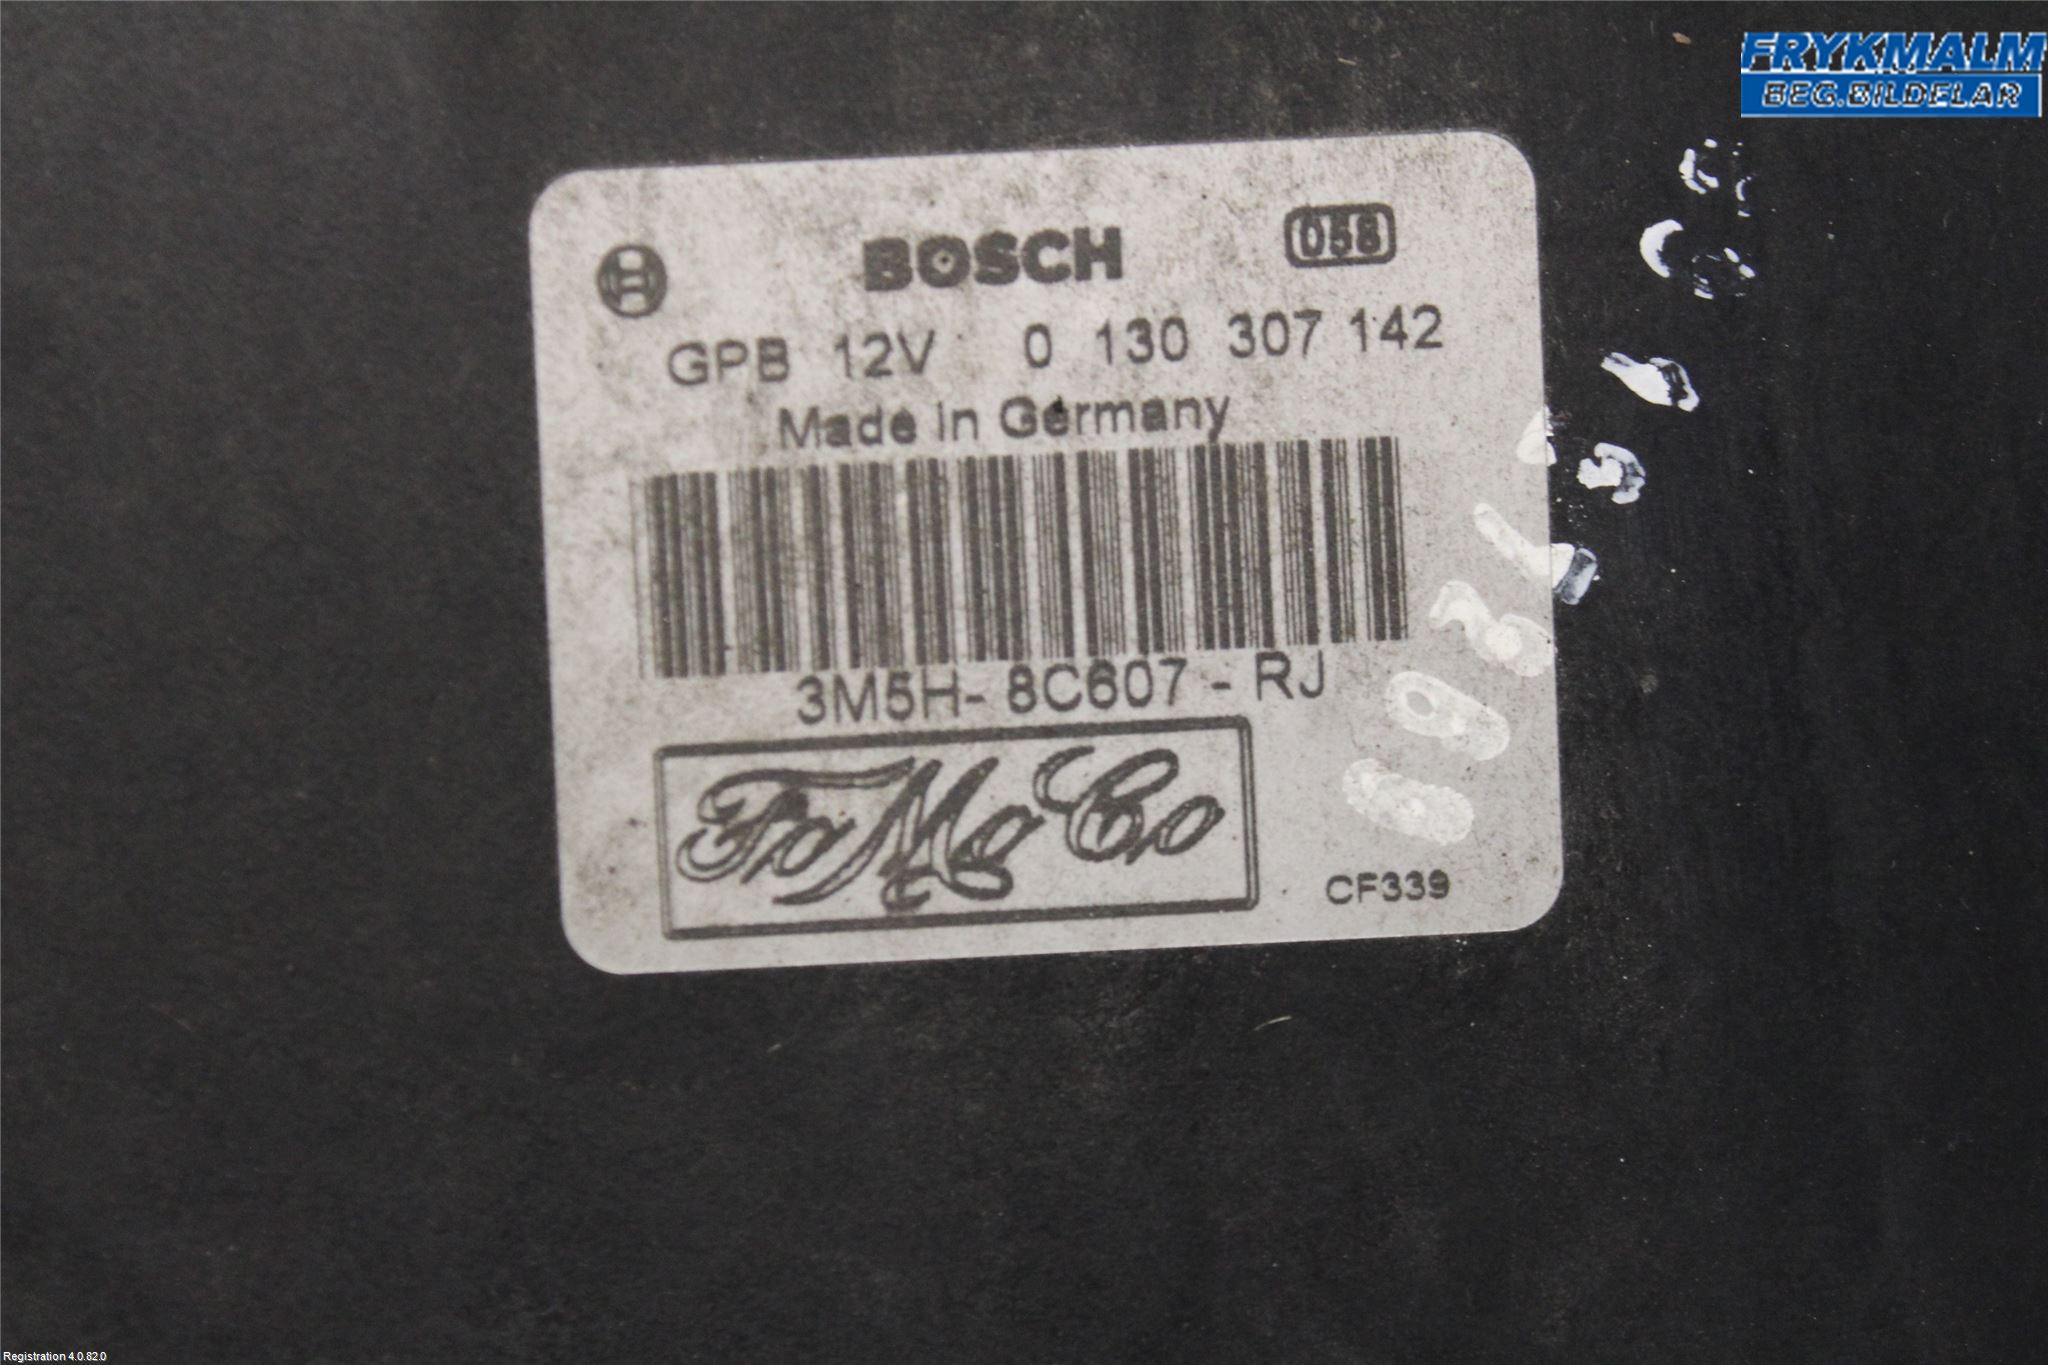 FRYKMALM
BEG.BILDELAR
BOSCH 058
GPB 12V 0 130 307 142
Made in Germany
3M5H- 8C607 - RJ
FoMoCo
CF339
Registration 4.0.82.0